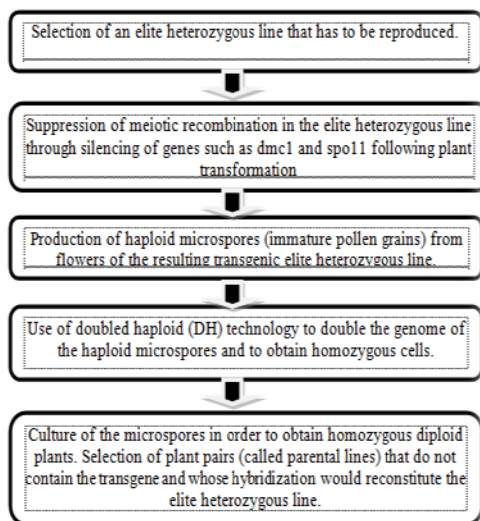 Selection of an elite heterozygous line that has to be reproduced.
Suppression of meiotic recombination in the elite heterozygous line
through silencing of genes such as dmc1 and spo11 following plant
transformation
Production of haploid microspores (immature pollen grains) from
flowers of the resulting transgenic elite heterozygous line.
Use of doubled haploid (DH) technology to double the genome of
the haploid microspores and to obtain homozygous cells.
Culture of the microspores in order to obtain homozygous diploid
plants. Selection of plant pairs (called parental lines) that do not
contain the transgene and whose hybridization would reconstitute the
elite heterozygous line.